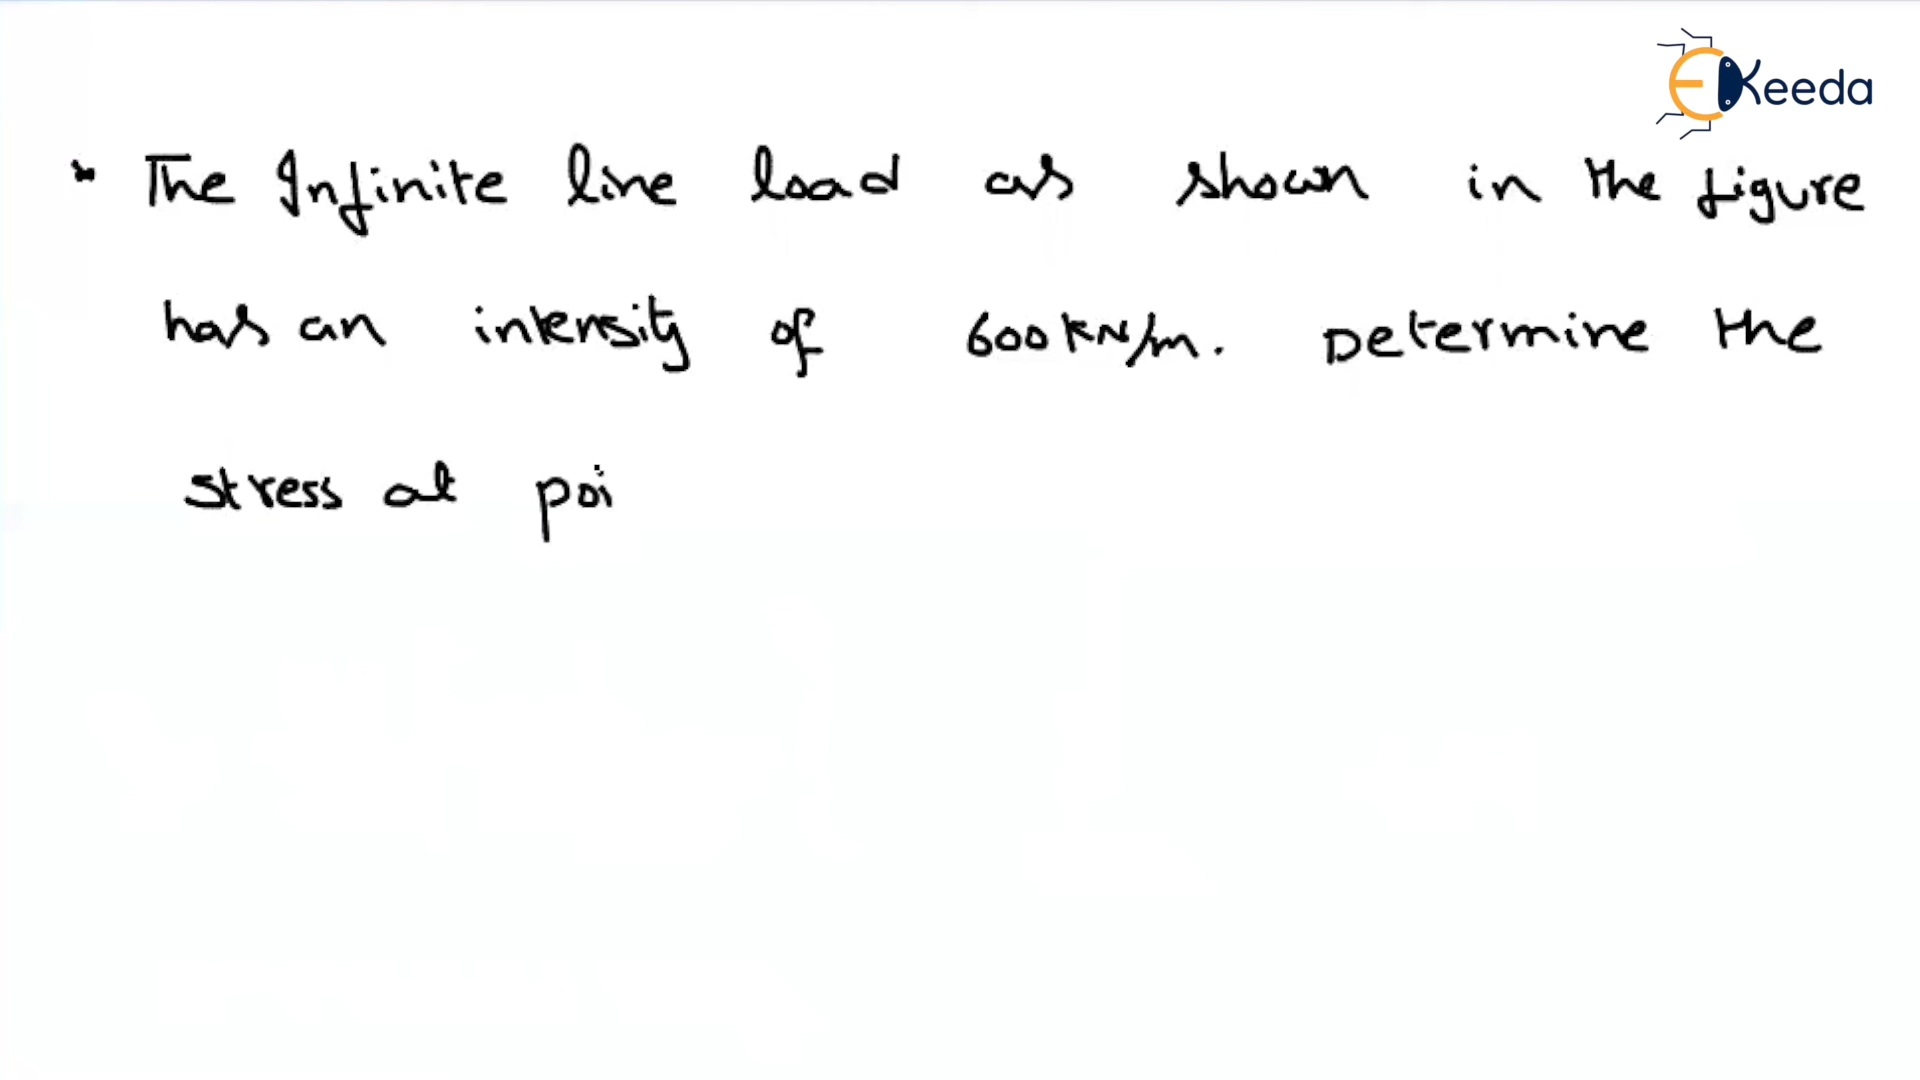 EKeeda
* The Infinite line load as shown in the figure
has an intensity of 600 kN/m. Determine the
stress at poi